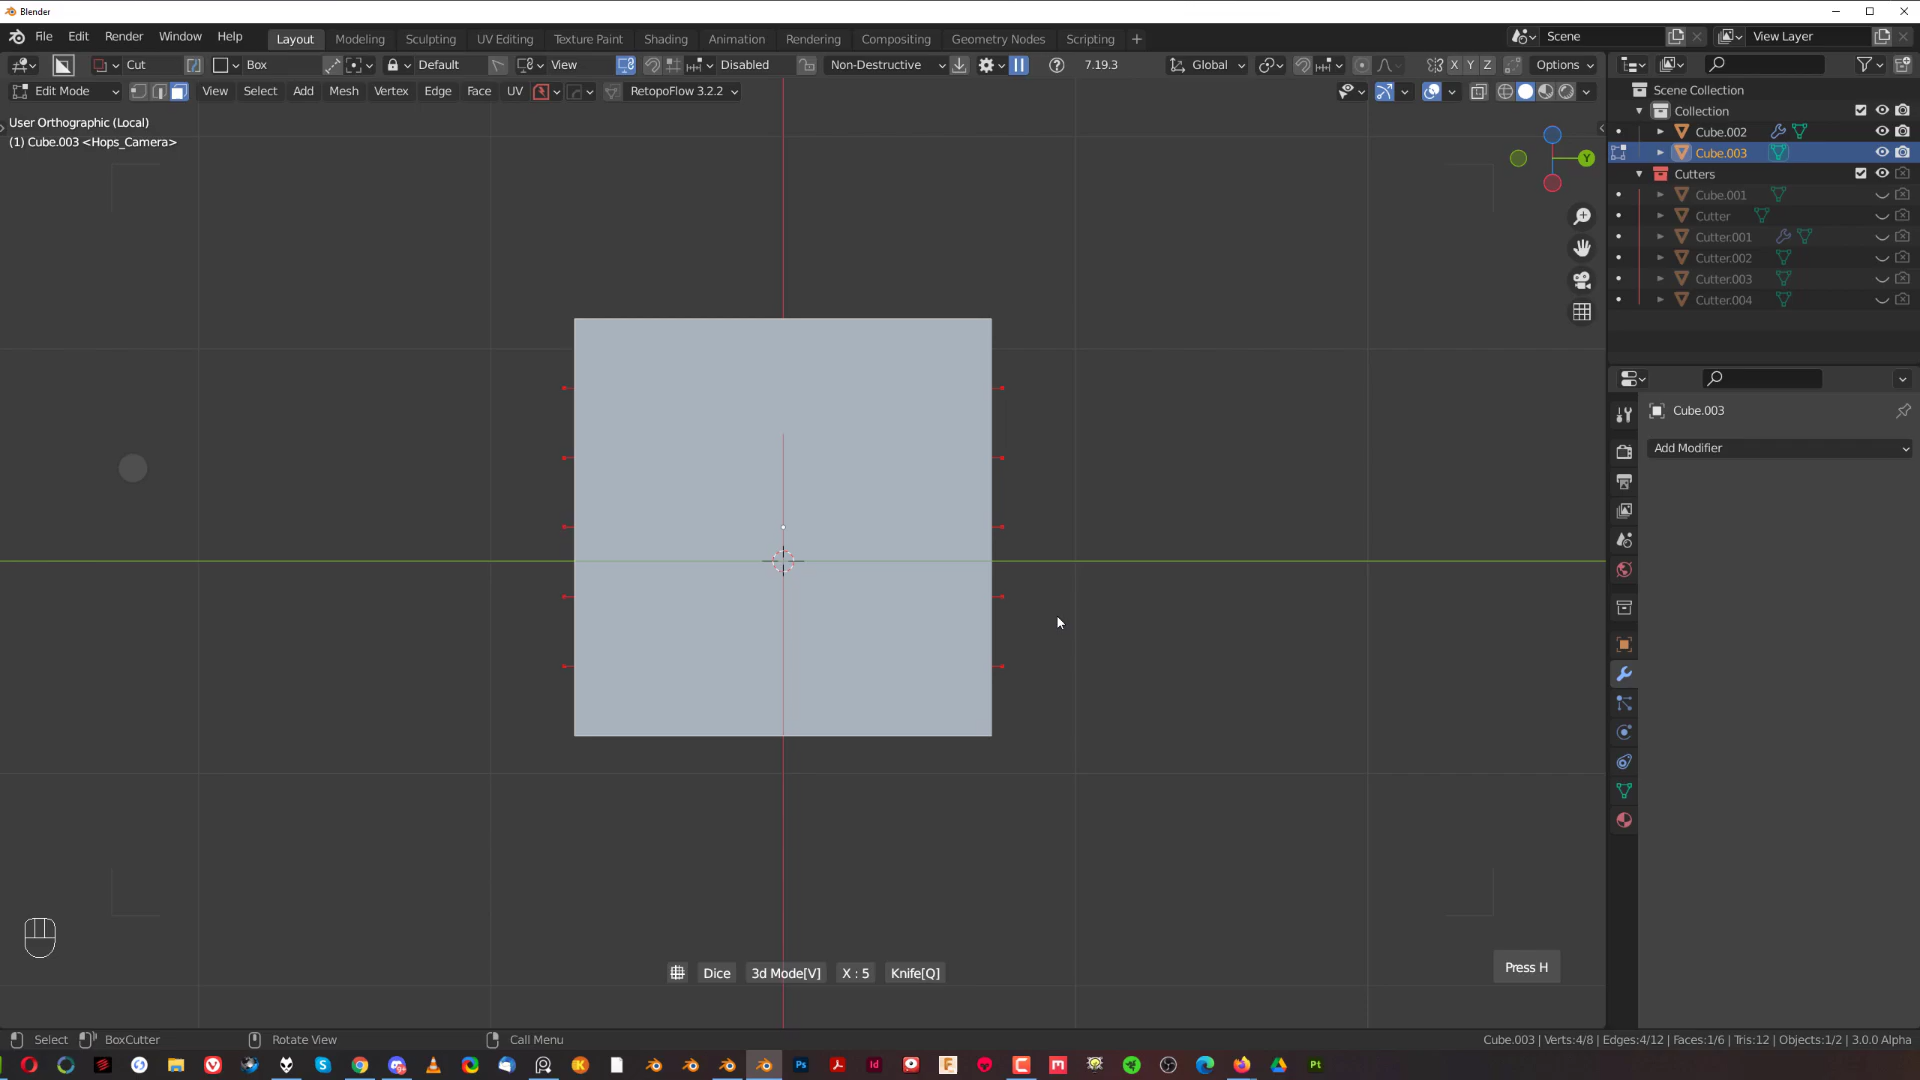 Blender
File Edit Render Window Help Layout Modeling Sculpting UV Editing Texture Paint Shading Animation Rendering Compositing Geometry Nodes Scripting + Scene View Layer
Cut Box Default View Disabled Non-Destructive 7.19.3 Global X Y Z Options
Edit Mode View Select Add Mesh Vertex Edge Face UV RetopoFlow 3.2.2
User Orthographic (Local)
(1) Cube.003 <Hops_Camera>
Y
Scene Collection
Collection
Cube.002
Cube.003
Cutters
Cube.001
Cutter
Cutter.001
Cutter.002
Cutter.003
Cutter.004
Cube.003
Add Modifier
Dice 3d Mode[V] X : 5 Knife[Q]
Press H
Select BoxCutter Rotate View Call Menu Cube.003 | Verts:4/8 | Edges:4/12 | Faces:1/6 | Tris:12 | Objects:1/2 | 3.0.0 Alpha
Ps Id F C m Pt